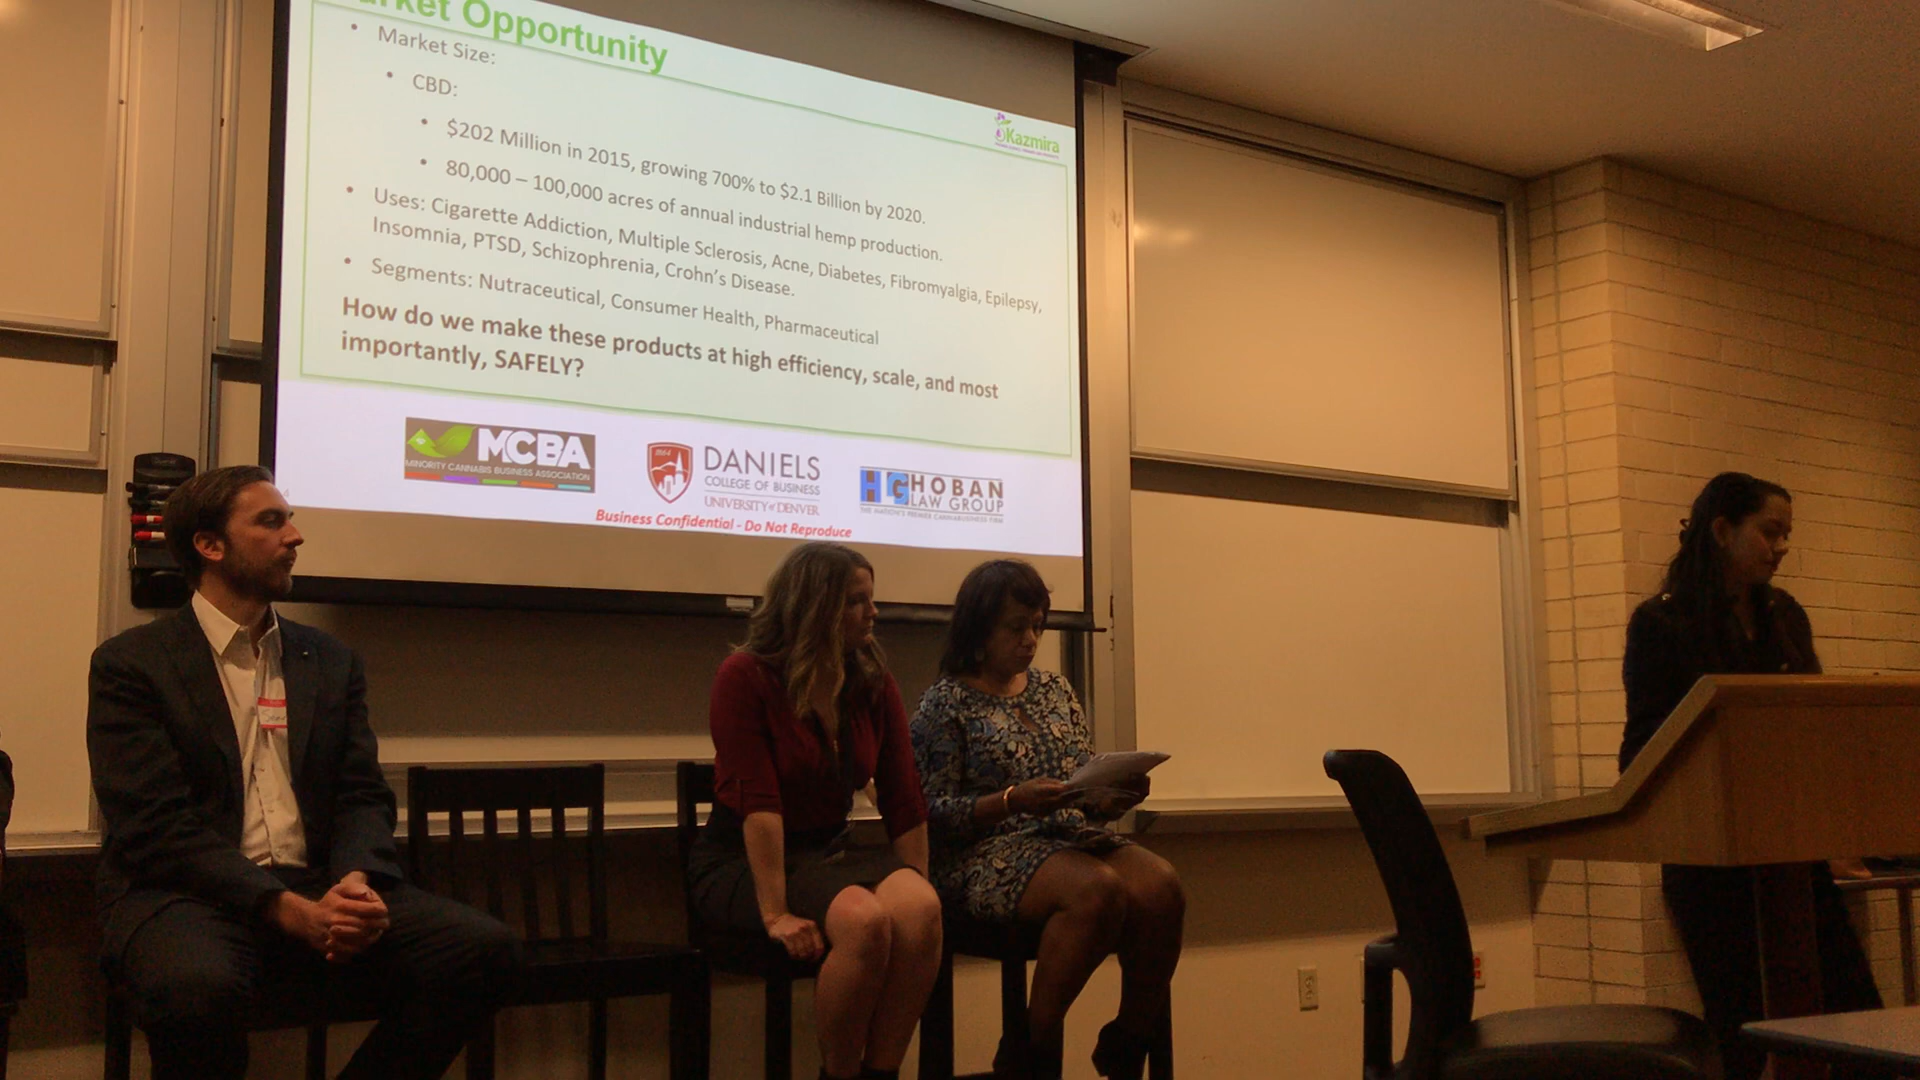 rket Opportunity
• Market Size:
• CBD:
• $202 Million in 2015, growing 700% to $2.1 Billion by 2020.
• 80,000 – 100,000 acres of annual industrial hemp production.
• Uses: Cigarette Addiction, Multiple Sclerosis, Acne, Diabetes, Fibromyalgia, Epilepsy,
Insomnia, PTSD, Schizophrenia, Crohn's Disease.
• Segments: Nutraceutical, Consumer Health, Pharmaceutical
How do we make these products at high efficiency, scale, and most
importantly, SAFELY?
Kazmira
MCBA
MINORITY CANNABIS BUSINESS ASSOCIATION
DANIELS
COLLEGE OF BUSINESS
UNIVERSITY of DENVER
HOBAN
LAW GROUP
THE NATION'S PREMIER CANNABUSINESS FIRM
4
Business Confidential - Do Not Reproduce